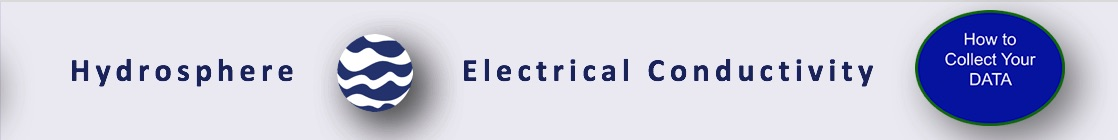 Hydrosphere
Electrical Conductivity
How to
Collect Your
DATA